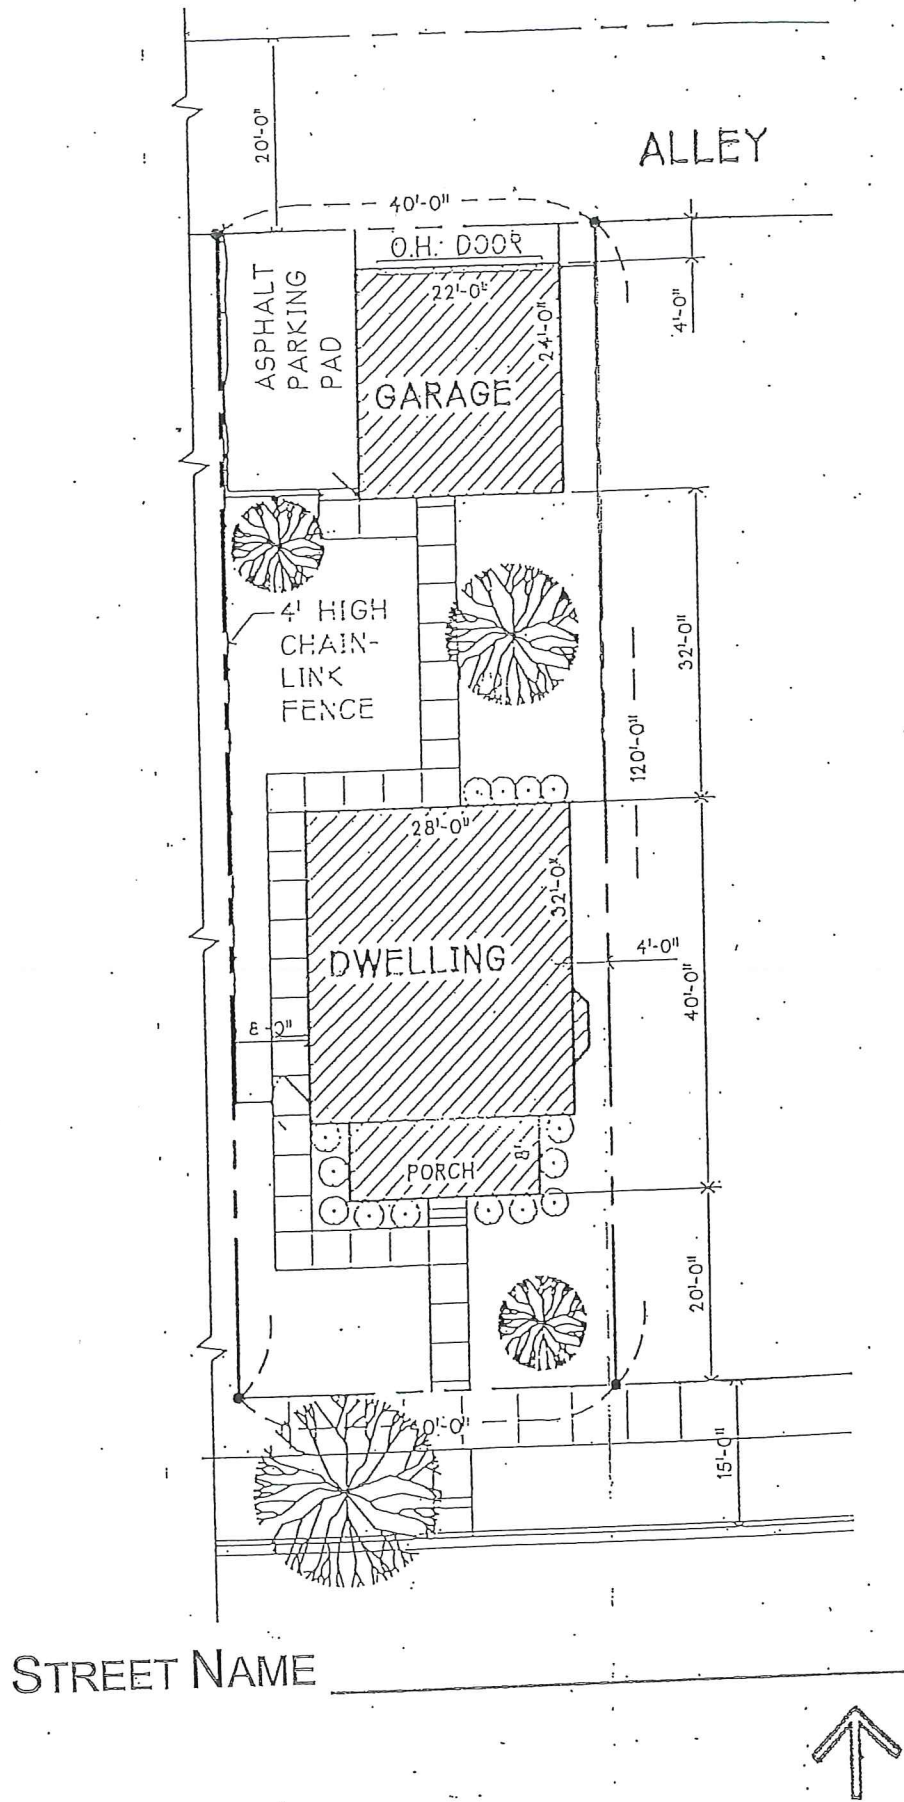 20'-0"
ALLEY
40'-0"
O.H. DOOR
22'-0"
24'-0"
4'-0"
ASPHALT
PARKING
PAD
GARAGE
4' HIGH
CHAIN-
LINK
FENCE
32'-0"
120'-0"
28'-0"
32'-0"
DWELLING
4'-0"
40'-0"
8-0"
PORCH
8'
20'-0"
0'-0"
15'-0"
STREET NAME